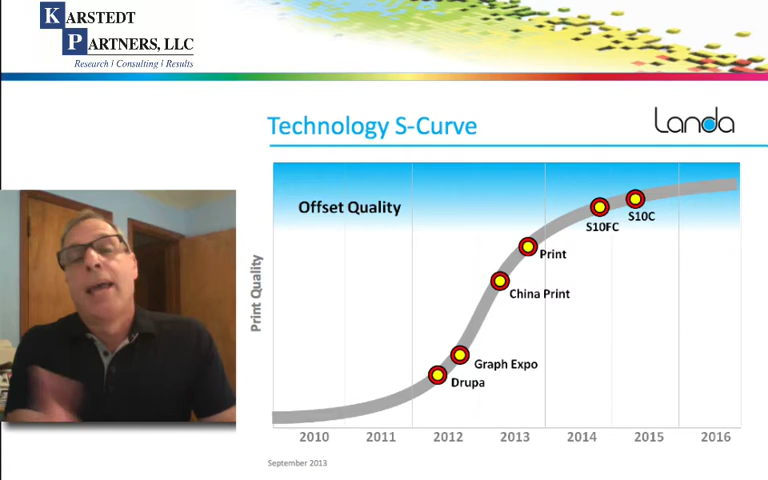 KARSTEDT
PARTNERS, LLC
Research | Consulting | Results
Technology S-Curve
Landa
Offset Quality
S10FC
S10C
Print
China Print
Graph Expo
Drupa
Print Quality
2010 2011 2012 2013 2014 2015 2016
September 2013